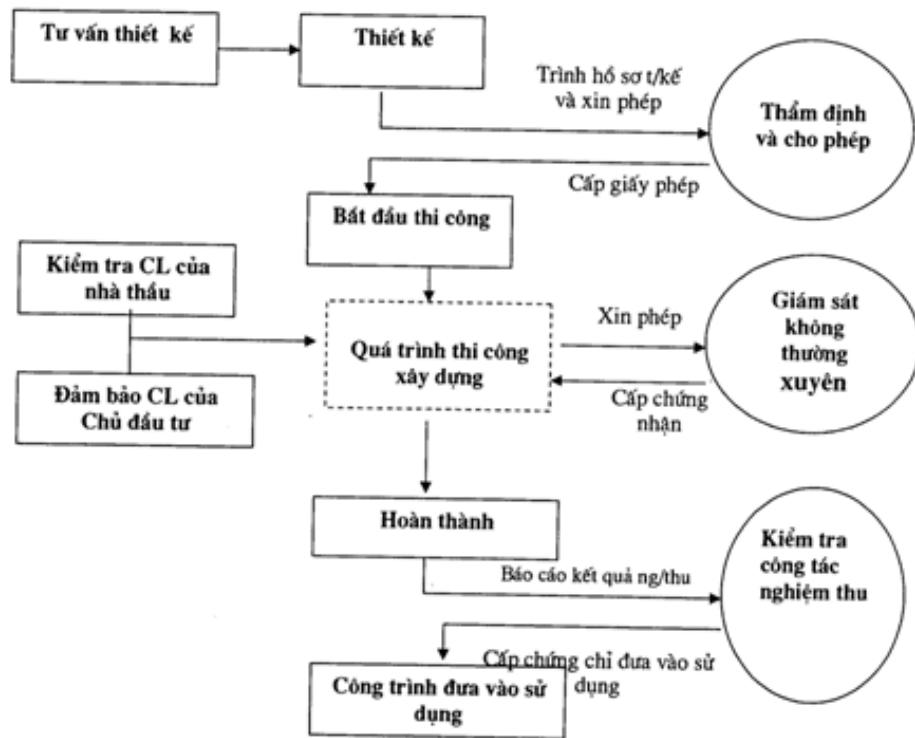 Tư vấn thiết kế
Thiết kế
Trình hồ sơ t/kế
và xin phép
Thẩm định
và cho phép
Cấp giấy phép
Bắt đầu thi công
Kiểm tra CL của
nhà thầu
Đảm bảo CL của
Chủ đầu tư
Quá trình thi công
xây dựng
Xin phép
Cấp chứng
nhận
Giám sát
không
thường
xuyên
Hoàn thành
Báo cáo kết quả ng/thu
Kiểm tra
công tác
nghiệm thu
Cấp chứng chỉ đưa vào sử
dụng
Công trình đưa vào sử
dụng